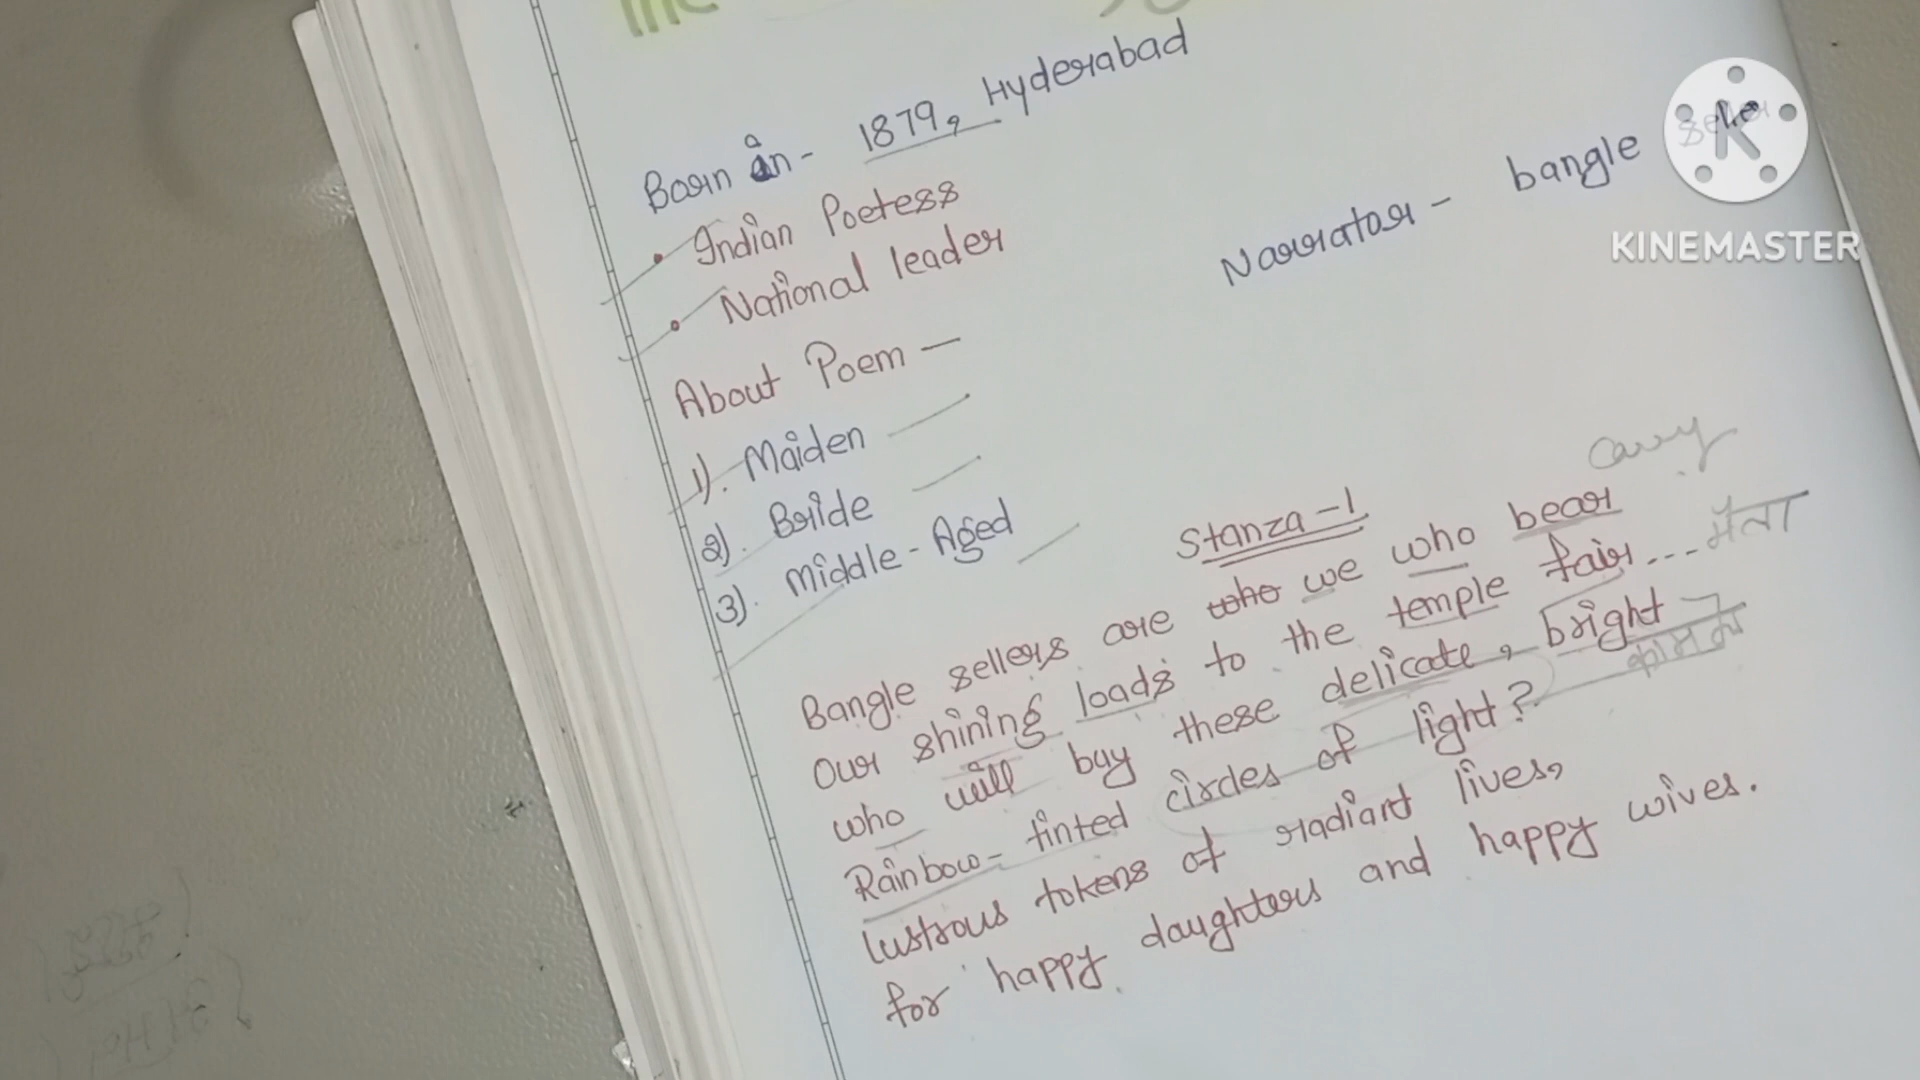 Born in - 1879, Hyderabad
• Indian Poetess
• National leader
Narrator - bangle seller
KINEMASTER
About Poem -
1). Maiden
2). Bride
3). Middle - Aged
Stanza - 1
carry
Bangle sellers are who we who bear
our shining loads to the temple fair... मेला
who will buy these delicate, bright
Rainbow - tinted circles of light?
lustrous tokens of radiant lives,
for happy daughters and happy wives.